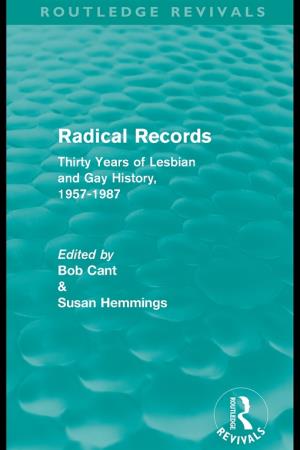 ROUTLEDGE REVIVALS
Radical Records
Thirty Years of Lesbian
and Gay History,
1957-1987
Edited by
Bob Cant
&
Susan Hemmings
ROUTLEDGE
REVIVALS